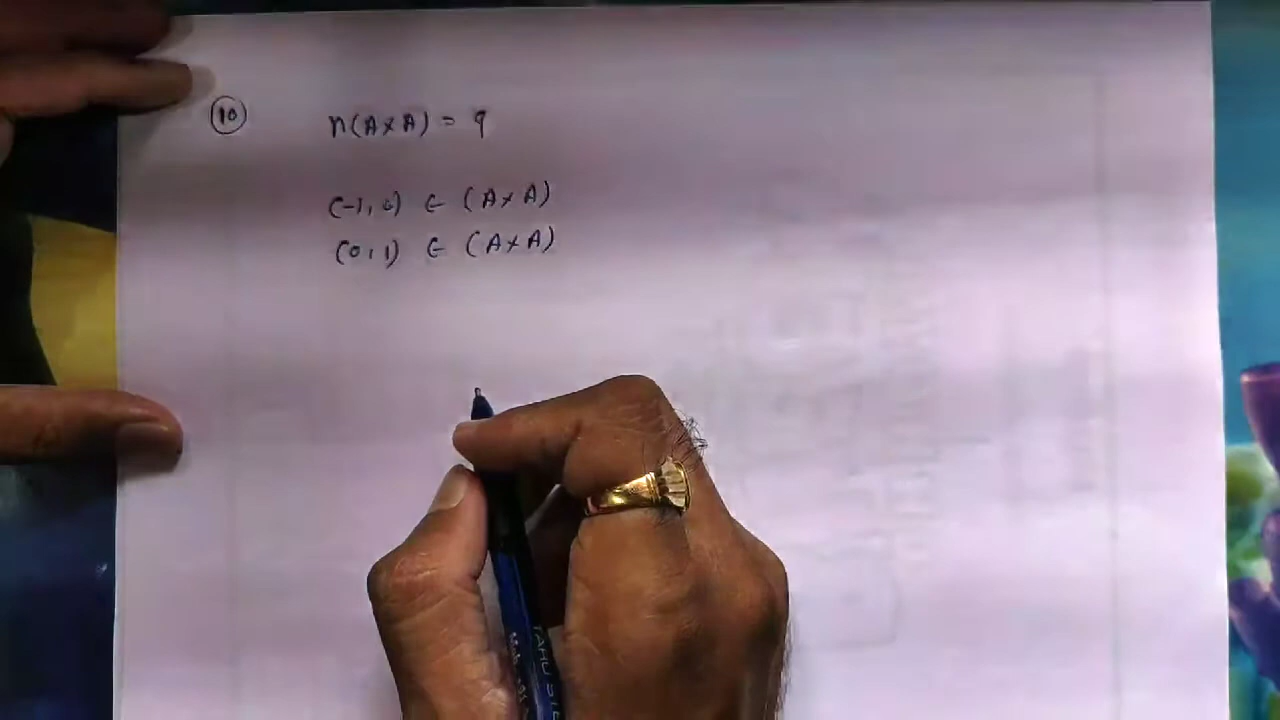 10 n(A×A) = 9
(-1, 0) ∈ (A×A)
(0, 1) ∈ (A×A)